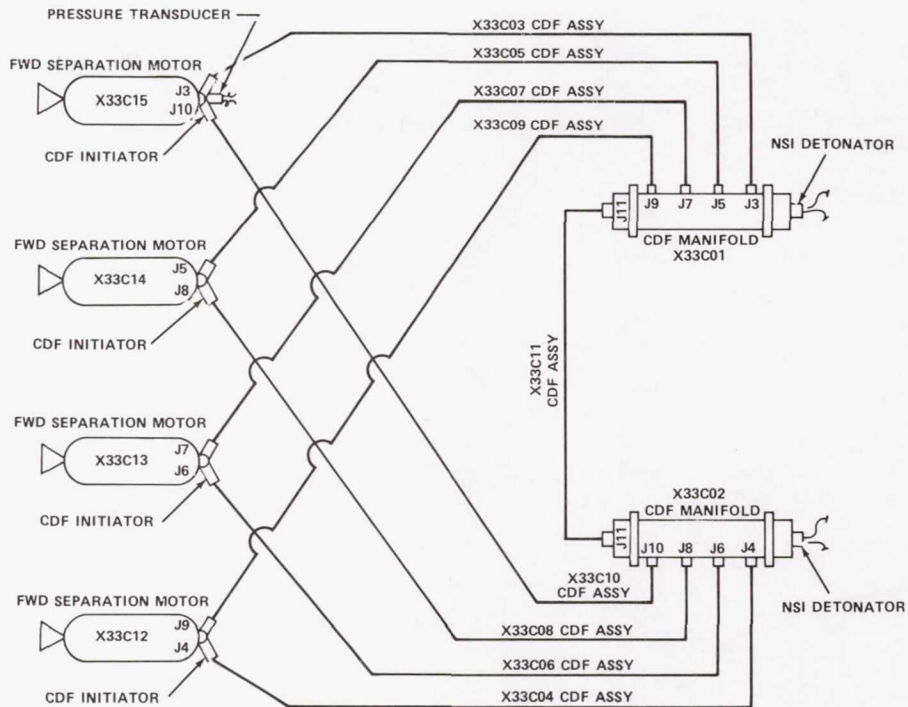 PRESSURE TRANSDUCER
X33C03 CDF ASSY
FWD SEPARATION MOTOR
X33C05 CDF ASSY
J3
X33C15
J10
X33C07 CDF ASSY
X33C09 CDF ASSY
CDF INITIATOR
NSI DETONATOR
J11
J9
J7
J5
J3
CDF MANIFOLD
X33C01
FWD SEPARATION MOTOR
J5
X33C14
J8
CDF INITIATOR
X33C11
CDF ASSY
FWD SEPARATION MOTOR
J7
X33C13
J6
CDF INITIATOR
X33C02
CDF MANIFOLD
J11
J10
J8
J6
J4
NSI DETONATOR
X33C10
CDF ASSY
FWD SEPARATION MOTOR
J9
X33C12
J4
CDF INITIATOR
X33C08 CDF ASSY
X33C06 CDF ASSY
X33C04 CDF ASSY